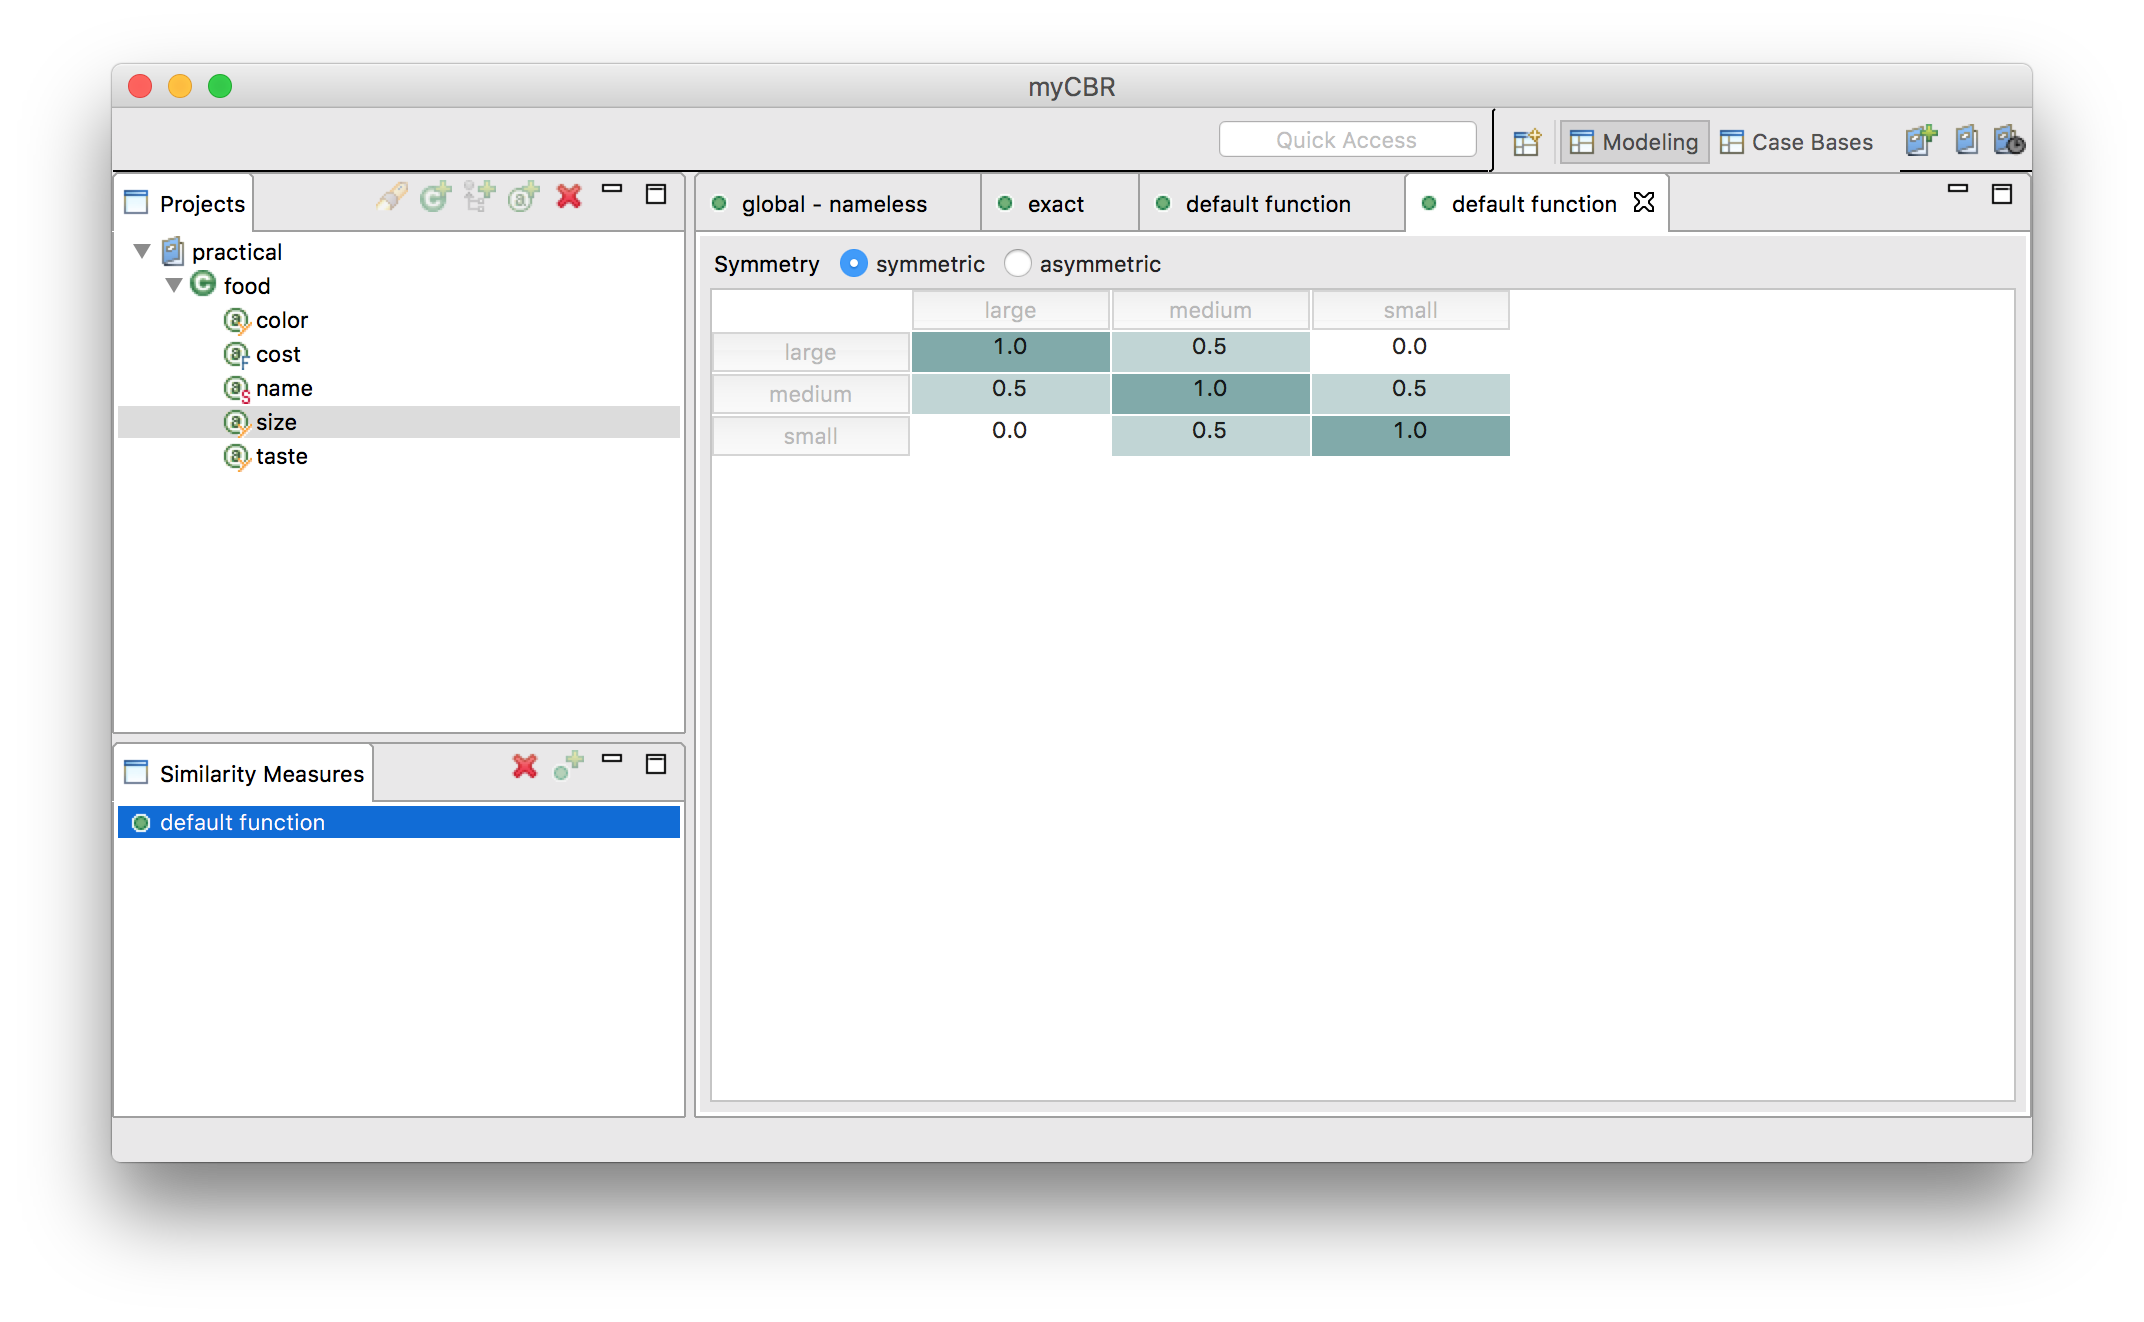 myCBR
Quick Access
Modeling
Case Bases
Projects
practical
food
color
cost
name
size
taste
Similarity Measures
default function
global - nameless
exact
default function
default function
Symmetry symmetric asymmetric
large medium small
large 1.0 0.5 0.0
medium 0.5 1.0 0.5
small 0.0 0.5 1.0